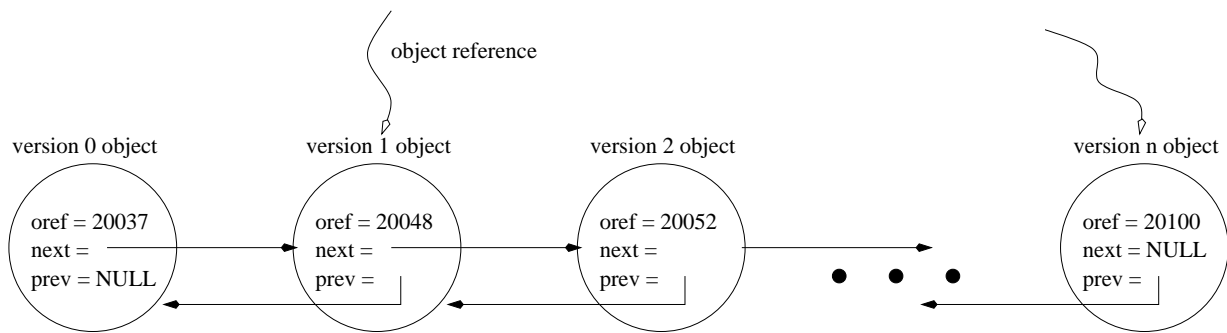 object reference
version 0 object
version 1 object
version 2 object
version n object
oref = 20037
next =
prev = NULL
oref = 20048
next =
prev =
oref = 20052
next =
prev =
oref = 20100
next = NULL
prev =